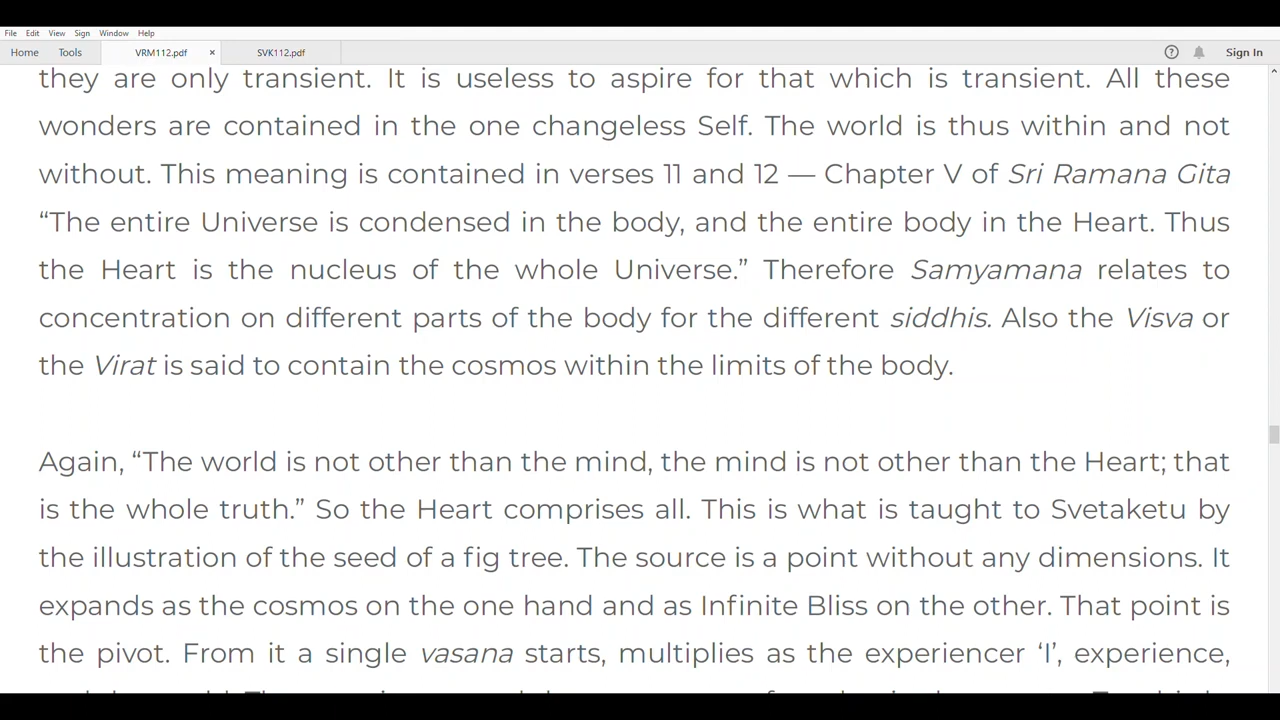 File Edit View Sign Window Help
Home Tools VRM112.pdf × SVK112.pdf ? Sign In
they are only transient. It is useless to aspire for that which is transient. All these
wonders are contained in the one changeless Self. The world is thus within and not
without. This meaning is contained in verses 11 and 12 — Chapter V of Sri Ramana Gita
“The entire Universe is condensed in the body, and the entire body in the Heart. Thus
the Heart is the nucleus of the whole Universe.” Therefore Samyamana relates to
concentration on different parts of the body for the different siddhis. Also the Visva or
the Virat is said to contain the cosmos within the limits of the body.
Again, “The world is not other than the mind, the mind is not other than the Heart; that
is the whole truth.” So the Heart comprises all. This is what is taught to Svetaketu by
the illustration of the seed of a fig tree. The source is a point without any dimensions. It
expands as the cosmos on the one hand and as Infinite Bliss on the other. That point is
the pivot. From it a single vasana starts, multiplies as the experiencer ‘I’, experience,